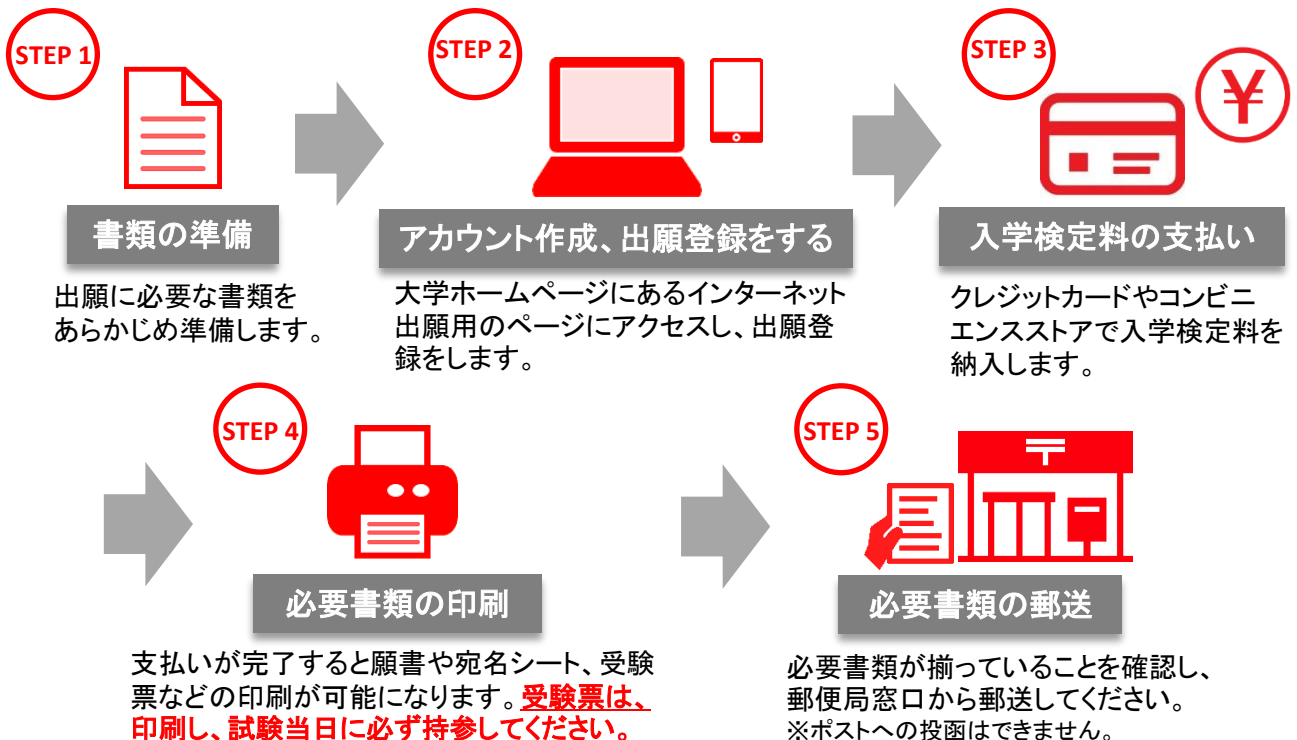 STEP 1
書類の準備
出願に必要な書類を
あらかじめ準備します。
STEP 2
アカウント作成、出願登録をする
大学ホームページにあるインターネット
出願用のページにアクセスし、出願登
録をします。
STEP 3
¥
入学検定料の支払い
クレジットカードやコンビニ
エンスストアで入学検定料を
納入します。
STEP 4
必要書類の印刷
支払いが完了すると願書や宛名シート、受験
票などの印刷が可能になります。受験票は、
印刷し、試験当日に必ず持参してください。
STEP 5
〒
必要書類の郵送
必要書類が揃っていることを確認し、
郵便局窓口から郵送してください。
※ポストへの投函はできません。